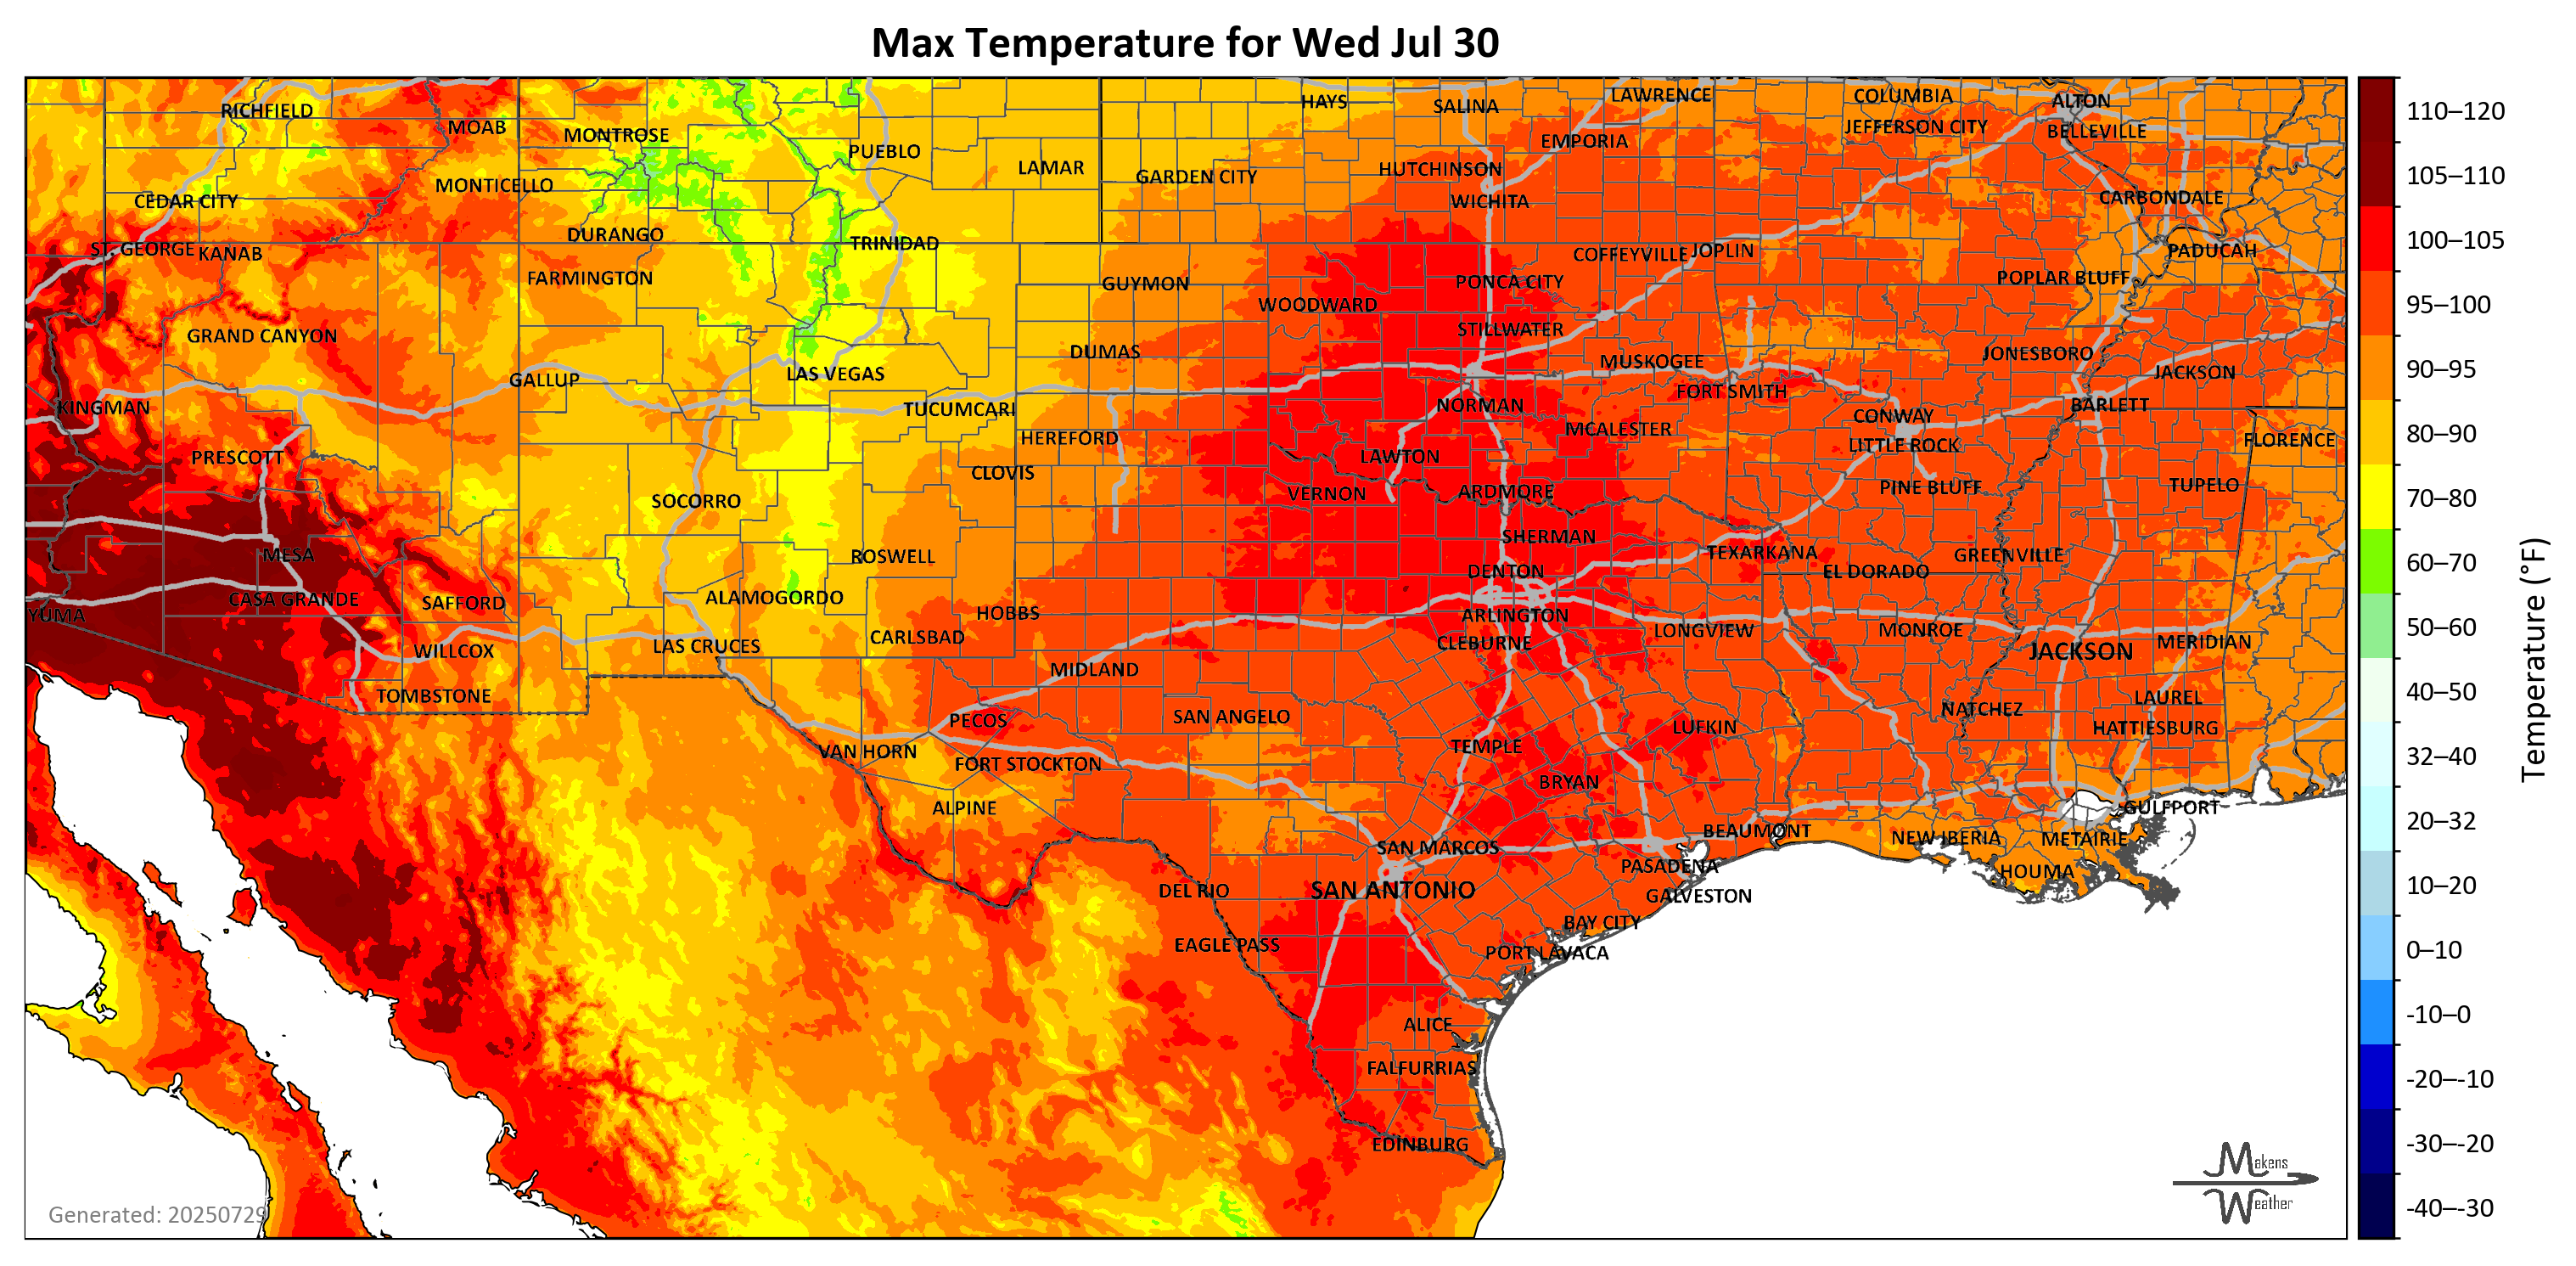 Max Temperature for Wed Jul 30
HAYS
SALINA
LAWRENCE
COLUMBIA
ALTON
RICHFIELD
MOAB
MONTROSE
PUEBLO
EMPORIA
JEFFERSON CITY
BELLEVILLE
110–120
LAMAR
GARDEN CITY
HUTCHINSON
MONTICELLO
105–110
CEDAR CITY
WICHITA
CARBONDALE
DURANGO
TRINIDAD
100–105
ST. GEORGE
KANAB
COFFEYVILLE
JOPLIN
PADUCAH
FARMINGTON
GUYMON
PONCA CITY
POPLAR BLUFF
WOODWARD
95–100
GRAND CANYON
STILLWATER
DUMAS
MUSKOGEE
JONESBORO
GALLUP
LAS VEGAS
FORT SMITH
JACKSON
90–95
KINGMAN
TUCUMCARI
NORMAN
CONWAY
BARLETT
HEREFORD
MCALESTER
LITTLE ROCK
FLORENCE
80–90
PRESCOTT
CLOVIS
LAWTON
SOCORRO
VERNON
ARDMORE
PINE BLUFF
TUPELO
70–80
SHERMAN
MESA
ROSWELL
TEXARKANA
GREENVILLE
60–70
DENTON
EL DORADO
CASA GRANDE
SAFFORD
ALAMOGORDO
HOBBS
YUMA
ARLINGTON
50–60
WILLCOX
LAS CRUCES
CARLSBAD
CLEBURNE
LONGVIEW
MONROE
JACKSON
MERIDIAN
Temperature (°F)
MIDLAND
TOMBSTONE
LAUREL
40–50
PECOS
SAN ANGELO
LUFKIN
NATCHEZ
HATTIESBURG
VAN HORN
FORT STOCKTON
TEMPLE
32–40
BRYAN
ALPINE
GULFPORT
SAN MARCOS
BEAUMONT
NEW IBERIA
METAIRIE
20–32
PASADENA
HOUMA
DEL RIO
SAN ANTONIO
GALVESTON
10–20
EAGLE PASS
BAY CITY
PORT LAVACA
0–10
ALICE
-10–0
FALFURRIAS
-20–-10
EDINBURG
-30–-20
Makens
Weather
Generated: 20250729
-40–-30